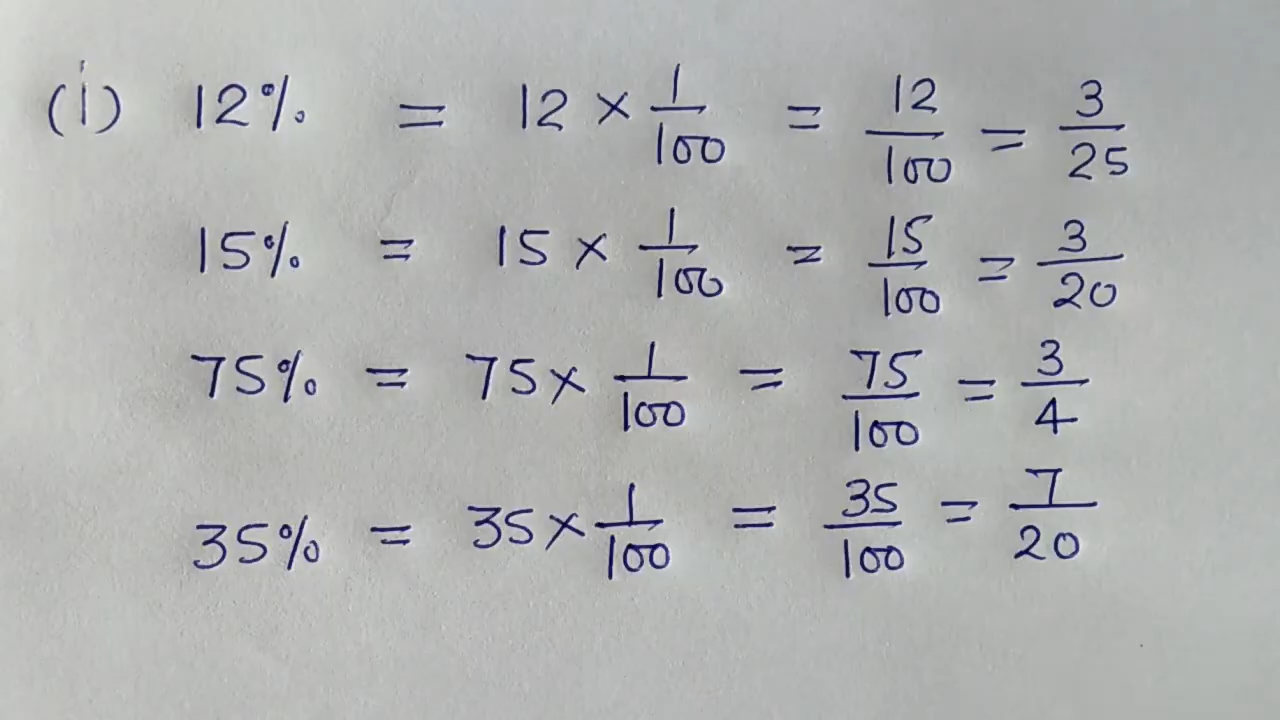 (i) 12% = 12 × 1/100 = 12/100 = 3/25
15% = 15 × 1/100 = 15/100 = 3/20
75% = 75 × 1/100 = 75/100 = 3/4
35% = 35 × 1/100 = 35/100 = 7/20